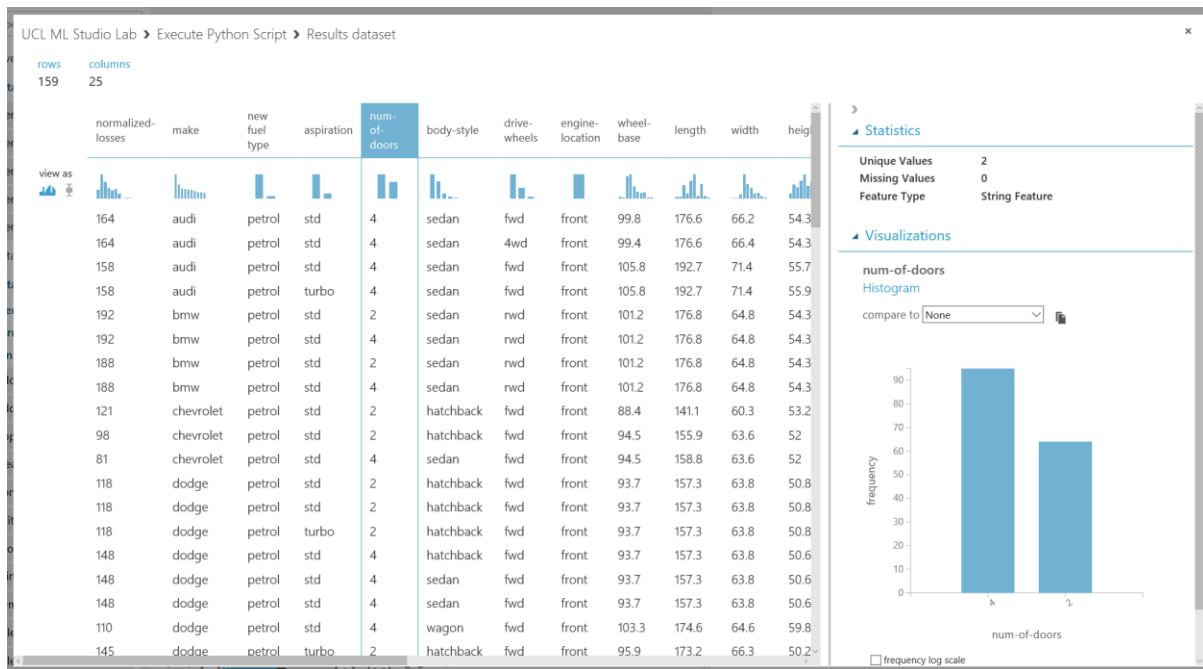 UCL ML Studio Lab > Execute Python Script > Results dataset
×
rows columns
159 25
normalized-losses make new fuel type aspiration num-of-doors body-style drive-wheels engine-location wheel-base length width heig
view as
164 audi petrol std 4 sedan fwd front 99.8 176.6 66.2 54.3
164 audi petrol std 4 sedan 4wd front 99.4 176.6 66.4 54.3
158 audi petrol std 4 sedan fwd front 105.8 192.7 71.4 55.7
158 audi petrol turbo 4 sedan fwd front 105.8 192.7 71.4 55.9
192 bmw petrol std 2 sedan rwd front 101.2 176.8 64.8 54.3
192 bmw petrol std 4 sedan rwd front 101.2 176.8 64.8 54.3
188 bmw petrol std 2 sedan rwd front 101.2 176.8 64.8 54.3
188 bmw petrol std 4 sedan rwd front 101.2 176.8 64.8 54.3
121 chevrolet petrol std 2 hatchback fwd front 88.4 141.1 60.3 53.2
98 chevrolet petrol std 2 hatchback fwd front 94.5 155.9 63.6 52
81 chevrolet petrol std 4 sedan fwd front 94.5 158.8 63.6 52
118 dodge petrol std 2 hatchback fwd front 93.7 157.3 63.8 50.8
118 dodge petrol std 2 hatchback fwd front 93.7 157.3 63.8 50.8
118 dodge petrol turbo 2 hatchback fwd front 93.7 157.3 63.8 50.8
148 dodge petrol std 4 hatchback fwd front 93.7 157.3 63.8 50.6
148 dodge petrol std 4 sedan fwd front 93.7 157.3 63.8 50.6
148 dodge petrol std 4 sedan fwd front 93.7 157.3 63.8 50.6
110 dodge petrol std 4 wagon fwd front 103.3 174.6 64.6 59.8
145 dodge petrol turbo 2 hatchback fwd front 95.9 173.2 66.3 50.2
Statistics
Unique Values 2
Missing Values 0
Feature Type String Feature
Visualizations
num-of-doors
Histogram
compare to None
frequency
90
80
70
60
50
40
30
20
10
0
4 2
num-of-doors
frequency log scale